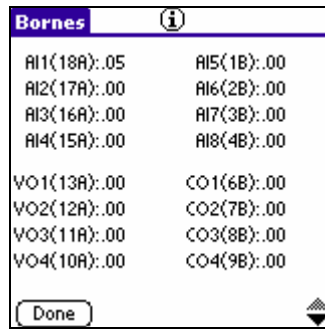 Bornes
AI1(18A):.05 AI5(1B):.00
AI2(17A):.00 AI6(2B):.00
AI3(16A):.00 AI7(3B):.00
AI4(15A):.00 AI8(4B):.00
VO1(13A):.00 CO1(6B):.00
VO2(12A):.00 CO2(7B):.00
VO3(11A):.00 CO3(8B):.00
VO4(10A):.00 CO4(9B):.00
Done